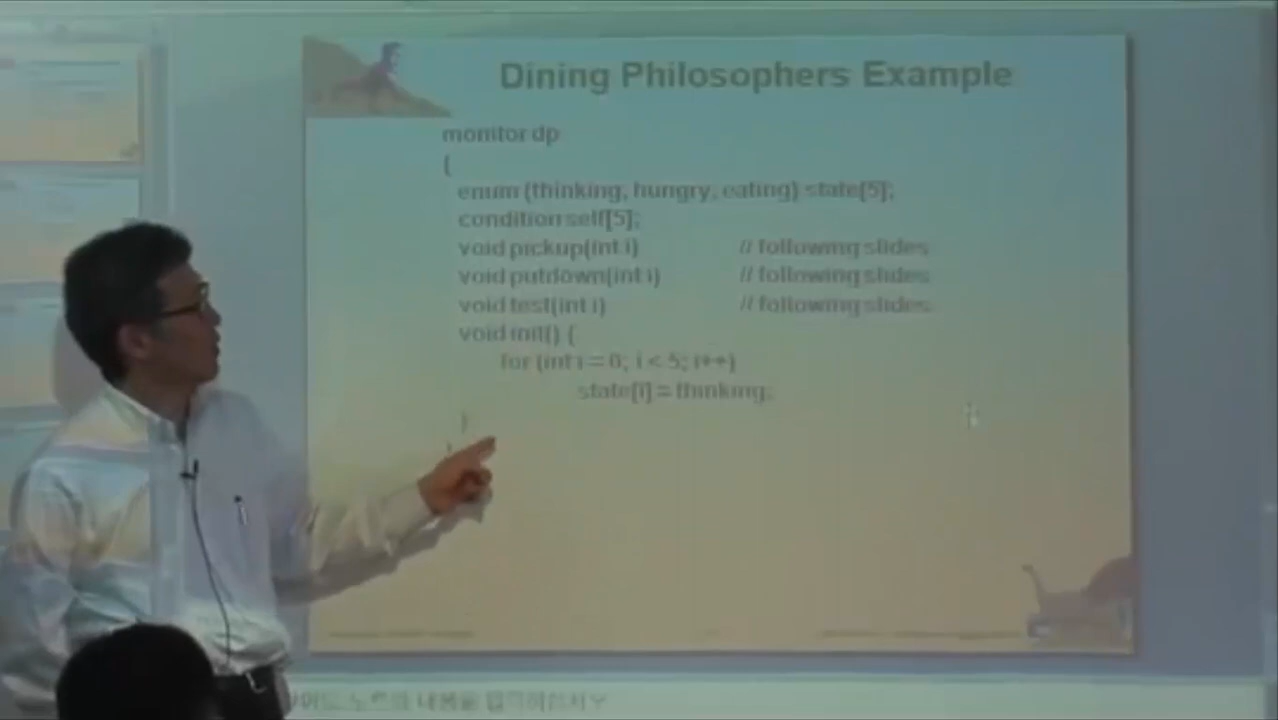 Dining Philosophers Example
monitor dp
{
enum (thinking, hungry, eating) state[5];
condition self[5];
void pickup(int i) // following slides
void putdown(int i) // following slides
void test(int i) // following slides
void init() {
for (int i = 0; i < 5; i++)
state[i] = thinking;
}
}